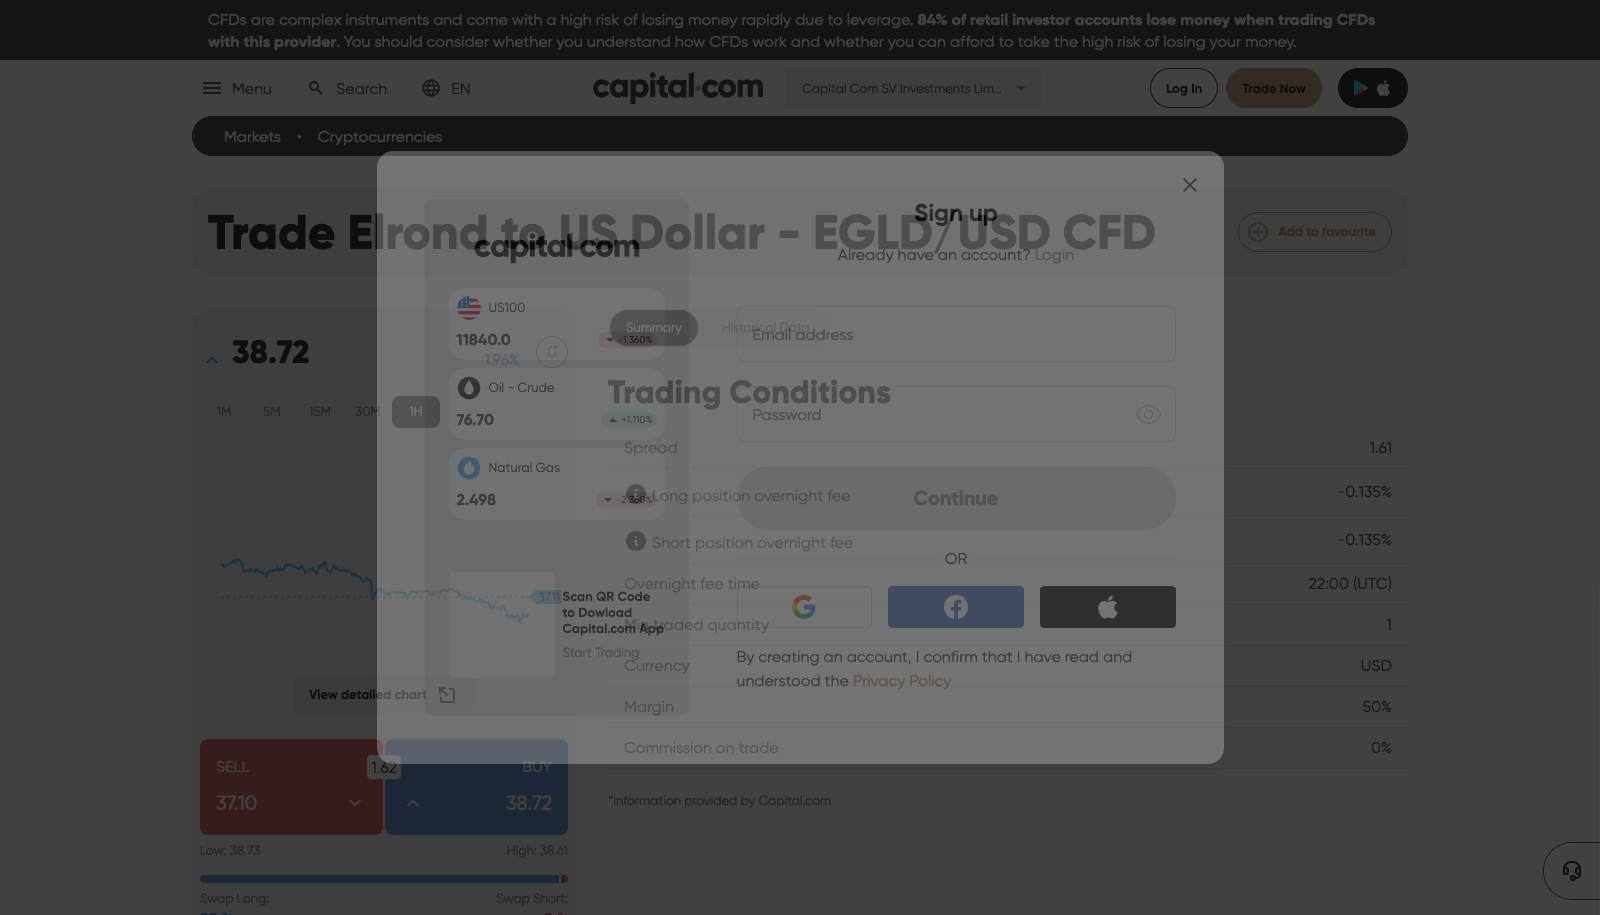 CFDs are complex instruments and come with a high risk of losing money rapidly due to leverage. 84% of retail investor accounts lose money when trading CFDs
with this provider. You should consider whether you understand how CFDs work and whether you can afford to take the high risk of losing your money.
Menu
Search
EN
capital.com
Capital Com SV Investments Lim...
Log In
Trade Now
Markets • Cryptocurrencies
Trade Elrond to US Dollar - EGLD/USD CFD
Add to favourite
38.72
1.96%
1M 5M 15M 30M 1H
37.11
View detailed chart
SELL
37.10
1.62
BUY
38.72
Low: 38.73
High: 38.61
Swap Long:
Swap Short:
Summary
Historical Data
Trading Conditions
Spread 1.61
Long position overnight fee -0.135%
Short position overnight fee -0.135%
Overnight fee time 22:00 (UTC)
Min traded quantity 1
Currency USD
Margin 50%
Commission on trade 0%
*Information provided by Capital.com
capital.com
US100
11840.0 -1.360%
Oil - Crude
76.70 +1.110%
Natural Gas
2.498 -2.360%
Scan QR Code
to Dowload
Capital.com App
Start Trading
Sign up
Already have an account? Login
Email address
Password
Continue
OR
By creating an account, I confirm that I have read and
understood the Privacy Policy